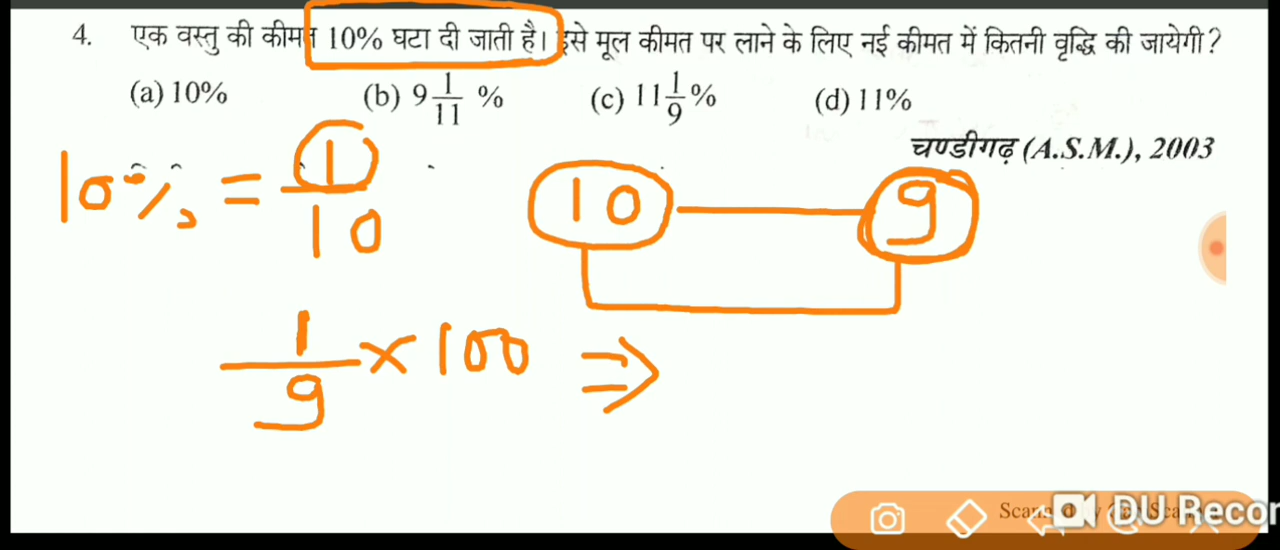 4. एक वस्तु की कीमत 10% घटा दी जाती है। इसे मूल कीमत पर लाने के लिए नई कीमत में कितनी वृद्धि की जायेगी?
(a) 10% (b) 9 1/11 % (c) 11 1/9 % (d) 11%
चण्डीगढ़ (A.S.M.), 2003
10% = 1/10 10 9
1/9 × 100 ⇒
DU Recor